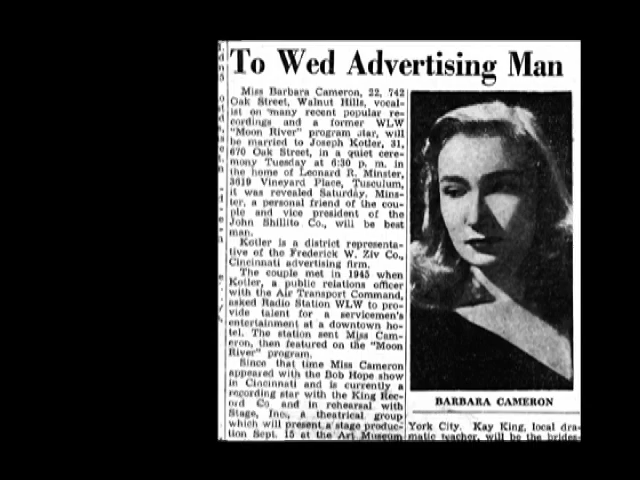 To Wed Advertising Man
Miss Barbara Cameron, 22, 742
Oak Street, Walnut Hills, vocal-
ist on many recent popular re-
cordings and a former WLW
"Moon River" program star, will
be married to Joseph Kotler, 31,
670 Oak Street, in a quiet cere-
mony Tuesday at 6:30 p. m. in
the home of Leonard R. Minster,
3619 Vineyard Place, Tusculum,
it was revealed Saturday. Mins-
ter, a personal friend of the cou-
ple and vice president of the
John Shillito Co., will be best
man.
Kotler is a district representa-
tive of the Frederick W. Ziv Co.,
Cincinnati advertising firm.
The couple met in 1945 when
Kotler, a public relations officer
with the Air Transport Command,
asked Radio Station WLW to pro-
vide talent for a servicemen's
entertainment at a downtown ho-
tel. The station sent Miss Cam-
eron, then featured on the "Moon
River" program.
Since that time Miss Cameron
appeared with the Bob Hope show
in Cincinnati and is currently a
recording star with the King Rec-
ord Co and in rehearsal with
Stage, Inc., a theatrical group
which will present a stage produc-
tion Sept. 15 at the Art Museum
BARBARA CAMERON
York City. Kay King, local dra-
matic teacher, will be the brides-